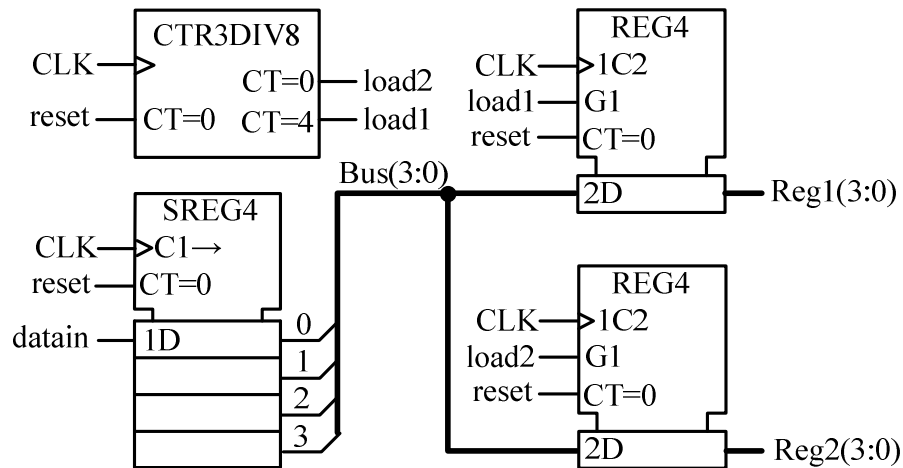 CTR3DIV8
CLK
CT=0 load2
reset CT=0 CT=4 load1
REG4
CLK 1C2
load1 G1
reset CT=0
2D Reg1(3:0)
Bus(3:0)
SREG4
CLK C1→
reset CT=0
datain 1D 0
1
2
3
REG4
CLK 1C2
load2 G1
reset CT=0
2D Reg2(3:0)